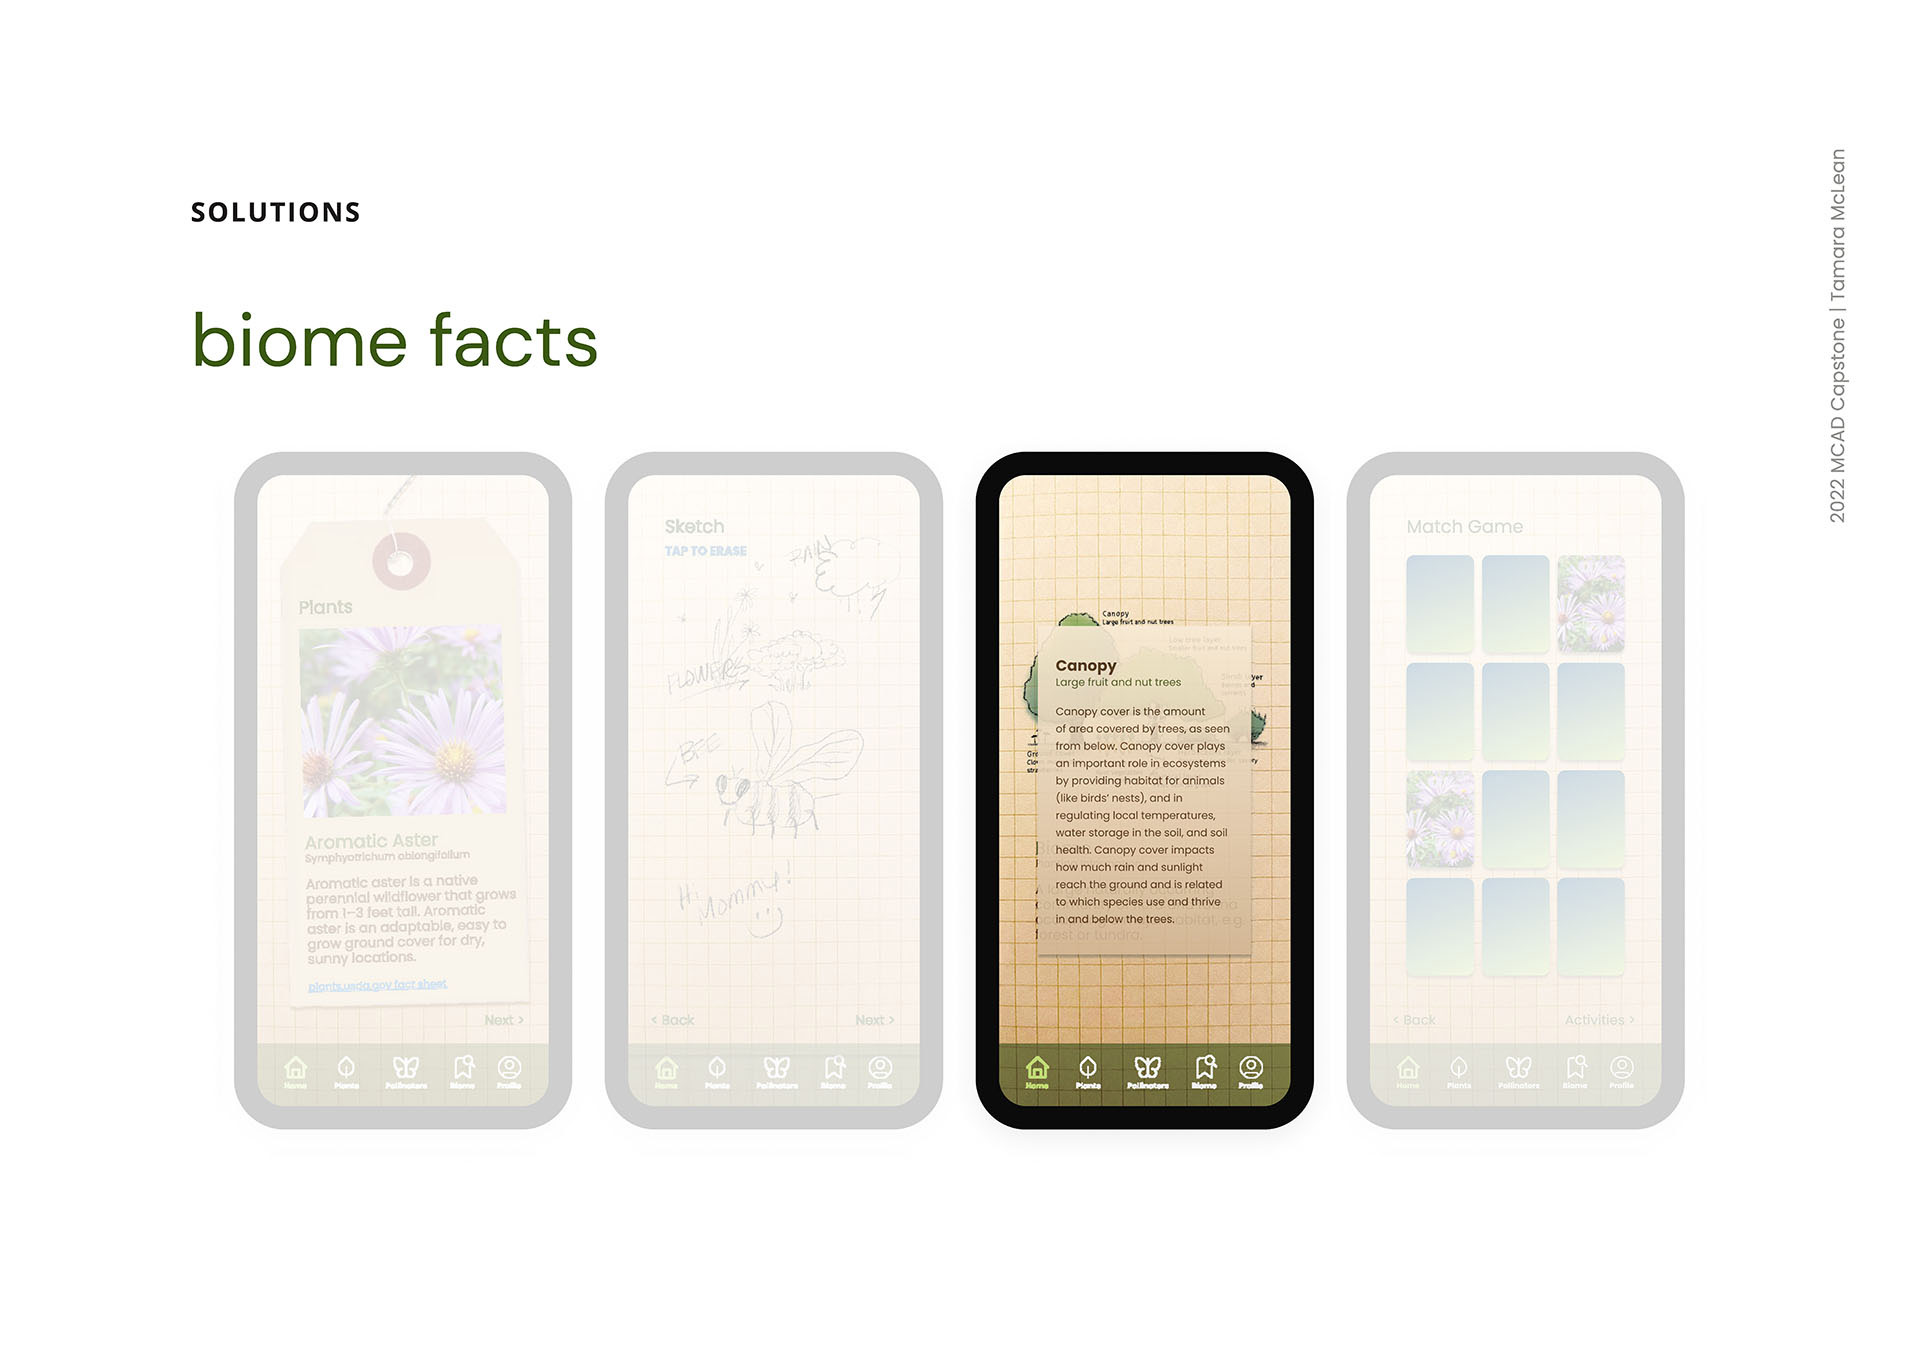 SOLUTIONS
biome facts
2022 MCAD Capstone | Tamara McLean
Plants
Aromatic Aster
Symphyotrichum oblongifolium
Aromatic aster is a native
perennial wildflower that grows
from 1–3 feet tall. Aromatic
aster is an adaptable, easy to
grow ground cover for dry,
sunny locations.
plants.usda.gov fact sheet
Next >
Home Plants Pollinators Biome Profile
Sketch
TAP TO ERASE
RAIN
FLOWERS
BEE
Hi Mommy!
< Back Next >
Home Plants Pollinators Biome Profile
Canopy
Large fruit and nut trees
Low tree layer
Smaller fruit and nut trees
Canopy
Large fruit and nut trees
Canopy cover is the amount
of area covered by trees, as seen
from below. Canopy cover plays
an important role in ecosystems
by providing habitat for animals
(like birds' nests), and in
regulating local temperatures,
water storage in the soil, and soil
health. Canopy cover impacts
how much rain and sunlight
reach the ground and is related
to which species use and thrive
in and below the trees.
forest or tundra.
Home Plants Pollinators Biome Profile
Match Game
< Back Activities >
Home Plants Pollinators Biome Profile